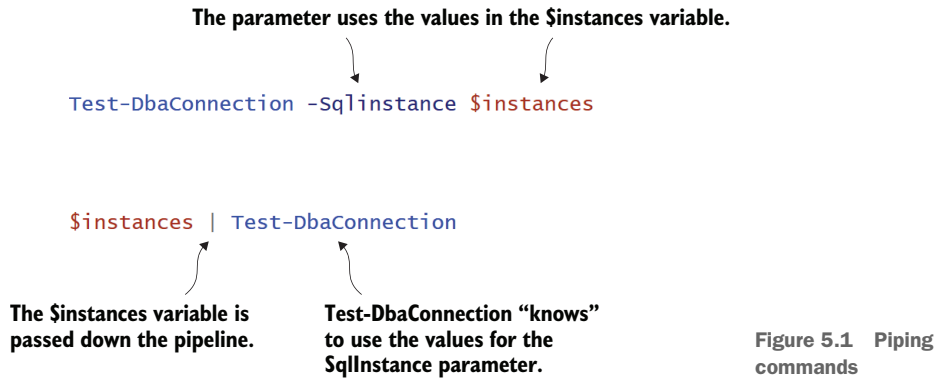 The parameter uses the values in the $instances variable.
Test-DbaConnection -Sqlinstance $instances
$instances | Test-DbaConnection
The $instances variable is
passed down the pipeline.
Test-DbaConnection “knows”
to use the values for the
SqlInstance parameter.
Figure 5.1 Piping
commands